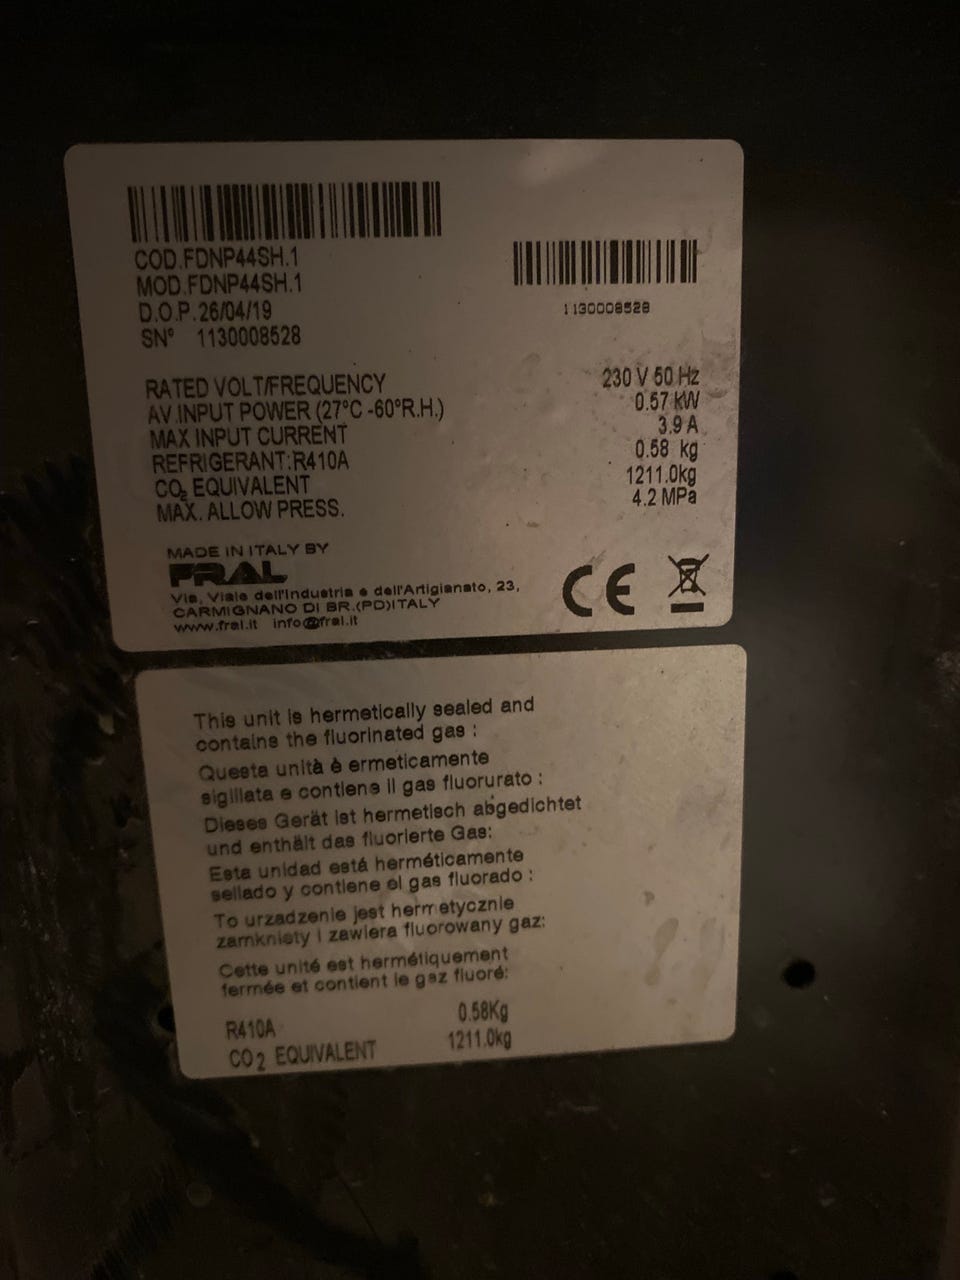 COD.FDNP44SH.1
MOD.FDNP44SH.1
D.O.P.26/04/19
SN° 1130008528
1130008528
RATED VOLT/FREQUENCY 230 V 50 Hz
AV.INPUT POWER (27°C -60°R.H.) 0.57 kW
MAX INPUT CURRENT 3.9 A
REFRIGERANT:R410A 0.58 kg
CO2 EQUIVALENT 1211.0kg
MAX. ALLOW PRESS. 4.2 MPa
MADE IN ITALY BY
FRAL
Via, Viale dell'Industria e dell'Artigianato, 23,
CARMIGNANO DI BR.(PD)ITALY
www.fral.it info@fral.it
CE
This unit is hermetically sealed and
contains the fluorinated gas :
Questa unità è ermeticamente
sigillata e contiene il gas fluorurato :
Dieses Gerät ist hermetisch abgedichtet
und enthält das fluorierte Gas:
Esta unidad está herméticamente
sellado y contiene el gas fluorado :
To urzadzenie jest hermetycznie
zamknisty i zawiera fluorowany gaz:
Cette unité est hermétiquement
fermée et contient le gaz fluoré:
R410A 0.58Kg
CO2 EQUIVALENT 1211.0kg